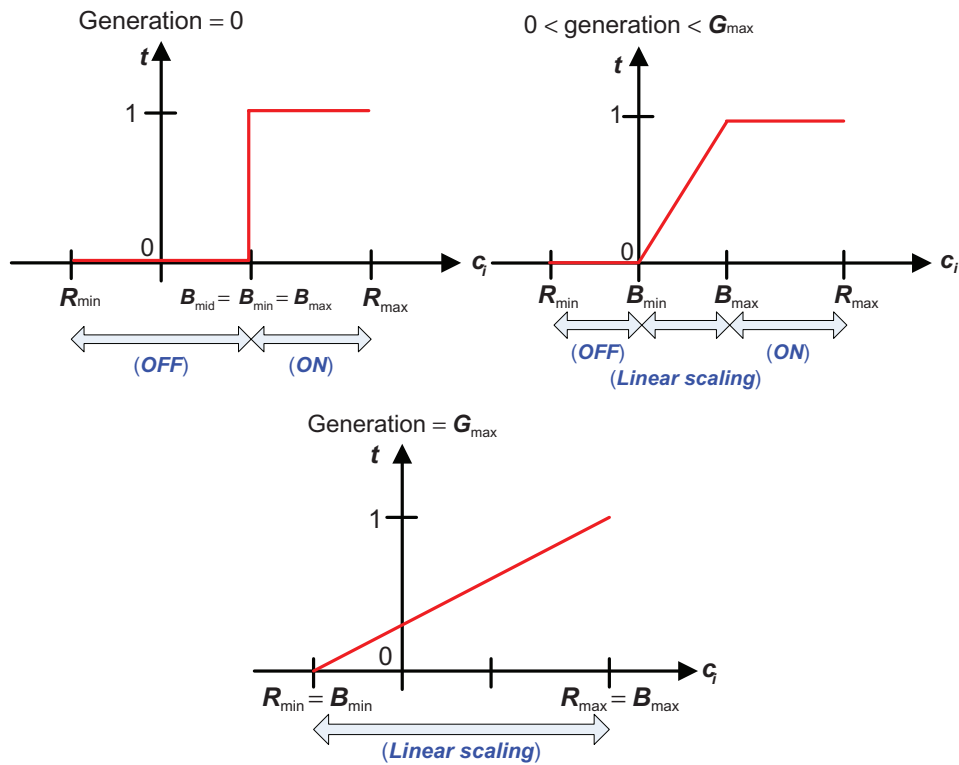 Generation = 0
t
1
0
c_i
R_min
B_mid = B_min = B_max
R_max
(OFF)
(ON)
0 < generation < G_max
t
1
0
c_i
R_min
B_min
B_max
R_max
(OFF)
(ON)
(Linear scaling)
Generation = G_max
t
1
0
c_i
R_min = B_min
R_max = B_max
(Linear scaling)